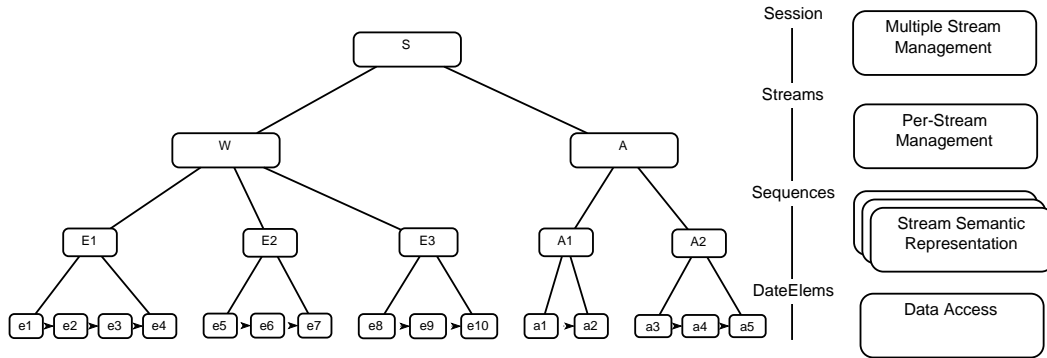 Session
Multiple Stream
Management
S
Streams
Per-Stream
Management
W
A
Sequences
Stream Semantic
Representation
E1
E2
E3
A1
A2
DateElems
Data Access
e1 e2 e3 e4 e5 e6 e7 e8 e9 e10 a1 a2 a3 a4 a5